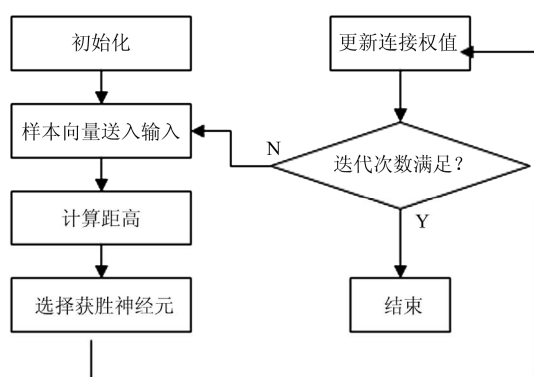 初始化
样本向量送入输入
计算距高
选择获胜神经元
更新连接权值
迭代次数满足？
N
Y
结束